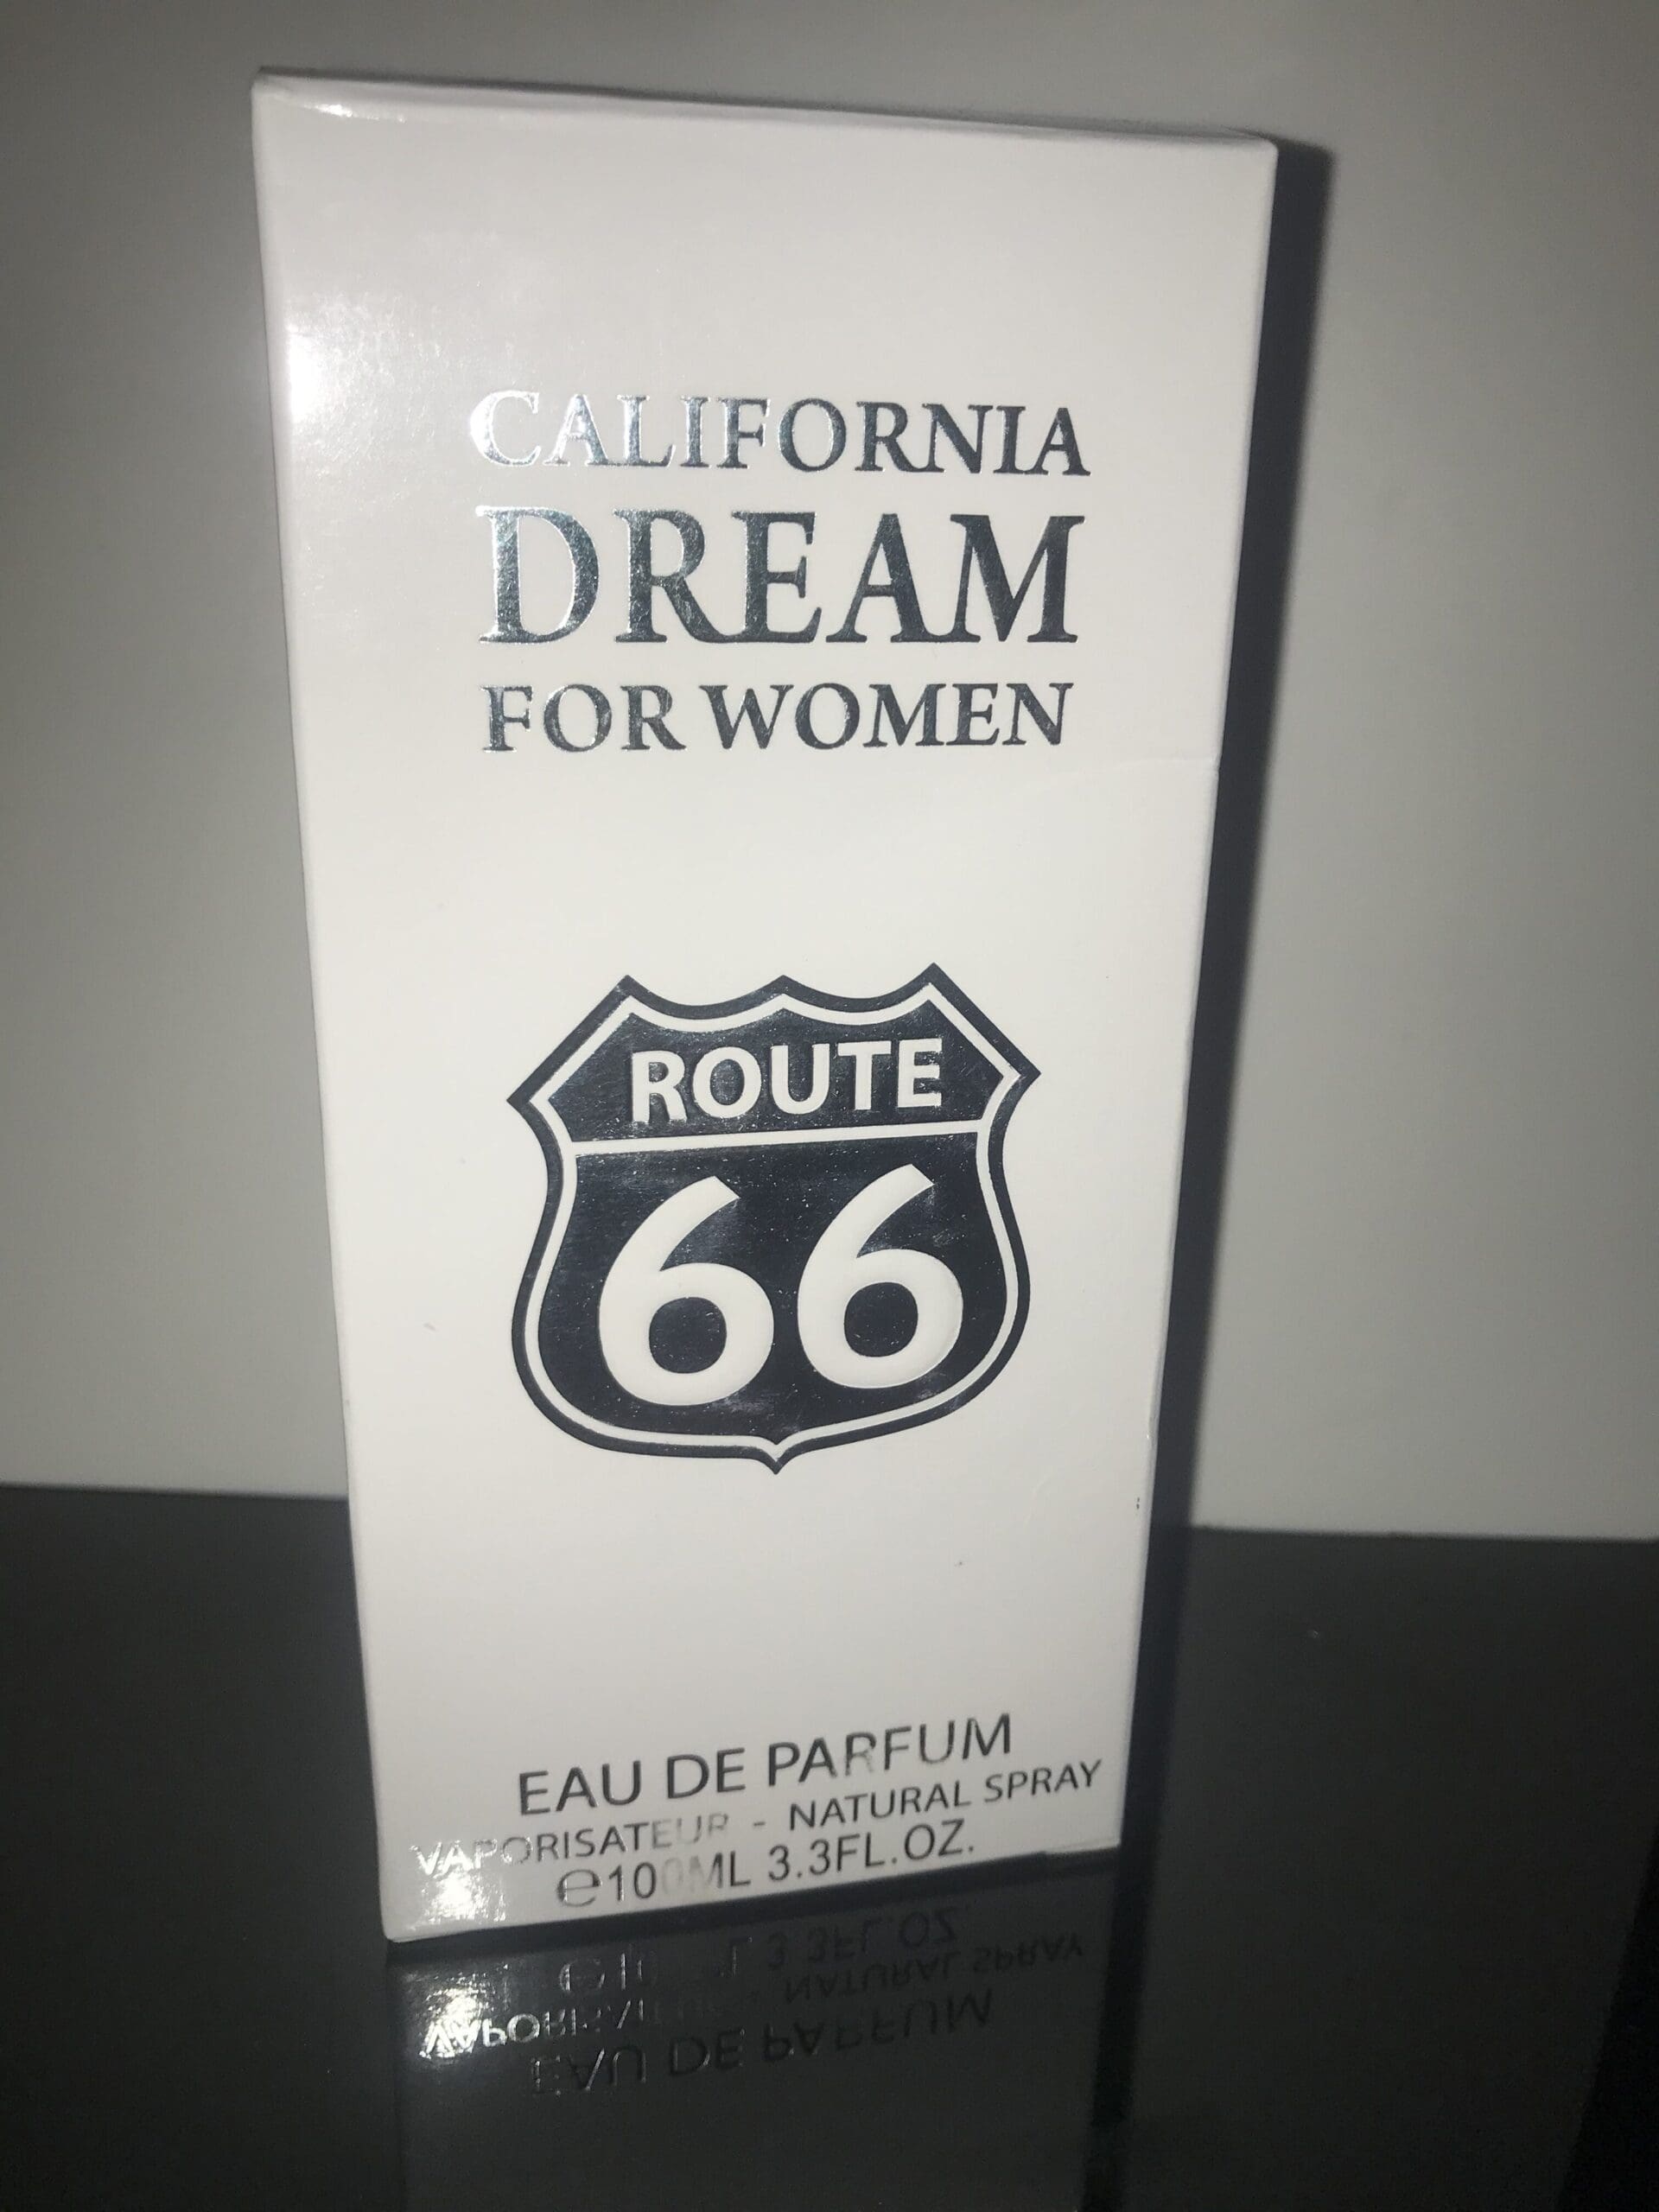 CALIFORNIA
DREAM
FOR WOMEN
ROUTE
66
EAU DE PARFUM
VAPORISATEUR - NATURAL SPRAY
℮100ML 3.3FL.OZ.